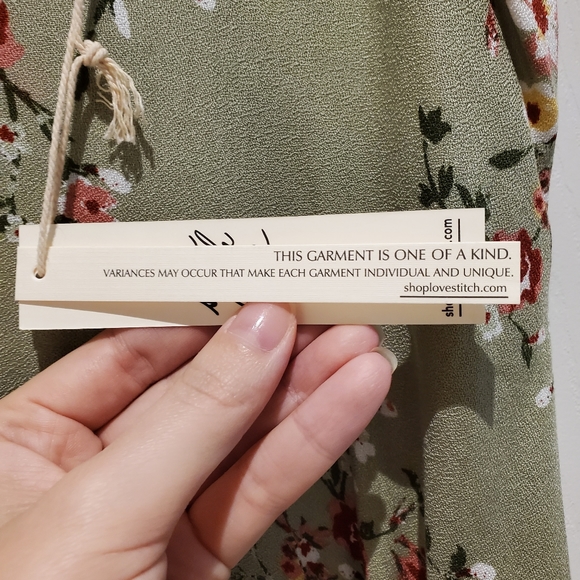 THIS GARMENT IS ONE OF A KIND.
VARIANCES MAY OCCUR THAT MAKE EACH GARMENT INDIVIDUAL AND UNIQUE.
shoplovestitch.com